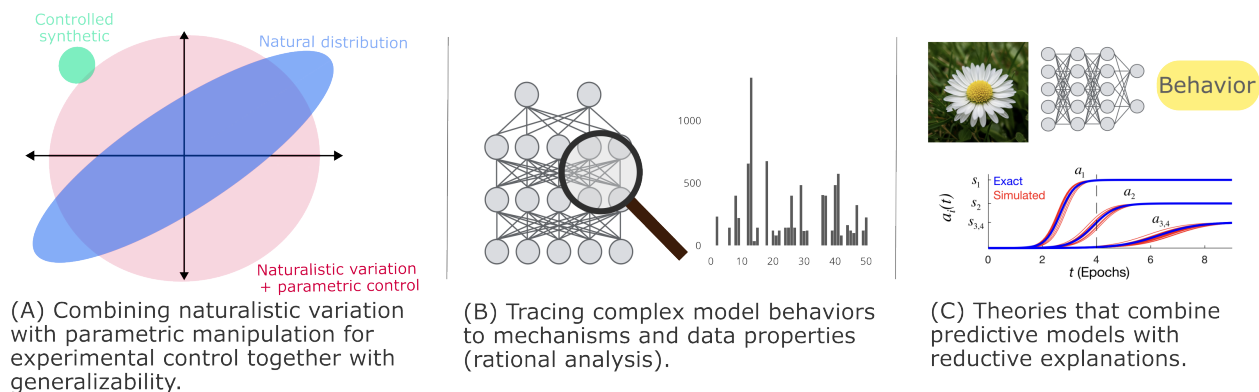 Controlled
synthetic
Natural distribution
Naturalistic variation
+ parametric control
(A) Combining naturalistic variation
with parametric manipulation for
experimental control together with
generalizability.
1000
500
0
0 10 20 30 40 50
(B) Tracing complex model behaviors
to mechanisms and data properties
(rational analysis).
Behavior
s1
s2
s3,4
ai(t)
Exact
Simulated
a1
a2
a3,4
0 2 4 6 8
t (Epochs)
(C) Theories that combine
predictive models with
reductive explanations.